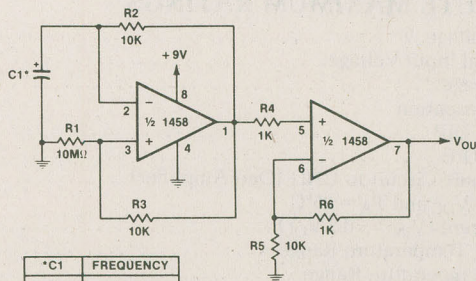 R2
10K
+ 9V
C1*
+
R1
10MΩ
2
−
3
+
½ 1458
8
4
1
R3
10K
R4
1K
5
+
6
−
½ 1458
7
R6
1K
R5
10K
*C1 FREQUENCY